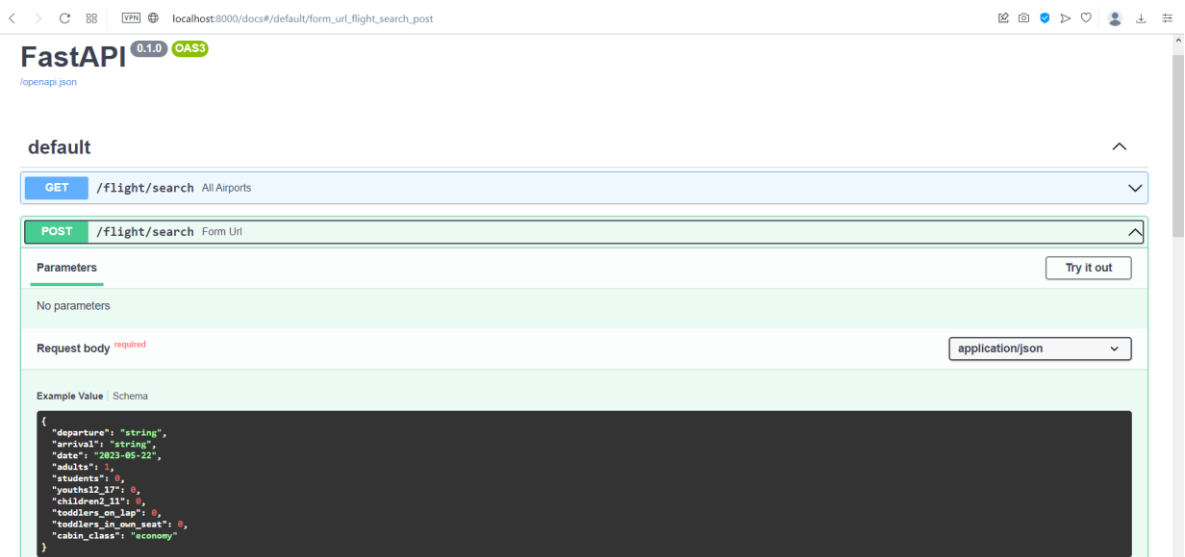 VPN localhost:8000/docs#/default/form_url_flight_search_post
FastAPI 0.1.0 OAS3
/openapi.json
default
GET /flight/search All Airports
POST /flight/search Form Url
Parameters Try it out
No parameters
Request body required application/json
Example Value Schema
{
"departure": "string",
"arrival": "string",
"date": "2023-05-22",
"adults": 1,
"students": 0,
"youths12_17": 0,
"children2_11": 0,
"toddlers_on_lap": 0,
"toddlers_in_own_seat": 0,
"cabin_class": "economy"
}